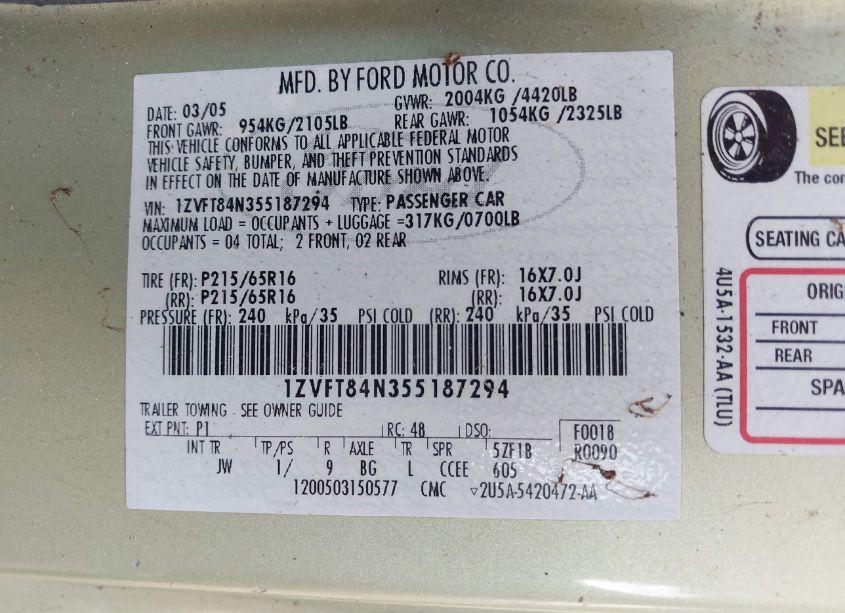 MFD. BY FORD MOTOR CO.
DATE: 03/05 GVWR: 2004KG /4420LB
FRONT GAWR: 954KG/2105LB REAR GAWR: 1054KG /2325LB
THIS VEHICLE CONFORMS TO ALL APPLICABLE FEDERAL MOTOR
VEHICLE SAFETY, BUMPER, AND THEFT PREVENTION STANDARDS
IN EFFECT ON THE DATE OF MANUFACTURE SHOWN ABOVE.
VIN: 1ZVFT84N355187294 TYPE: PASSENGER CAR
MAXIMUM LOAD = OCCUPANTS + LUGGAGE =317KG/0700LB
OCCUPANTS = 04 TOTAL; 2 FRONT, 02 REAR
TIRE (FR): P215/65R16 RIMS (FR): 16X7.0J
(RR): P215/65R16 (RR): 16X7.0J
PRESSURE (FR): 240 kPa/35 PSI COLD (RR): 240 kPa/35 PSI COLD
1ZVFT84N355187294
TRAILER TOWING - SEE OWNER GUIDE
EXT PNT: P1 RC: 48 DSO: F0018
INT TR TP/PS R AXLE TR SPR 5ZF1B R0090
JW 1/ 9 BG L CCEE 605
1200503150577 CMC ▽2U5A-5420472-AA
SEE
The co
SEATING CA
ORIG
FRONT
REAR
SPA
4U5A-1532-AA (TLU)